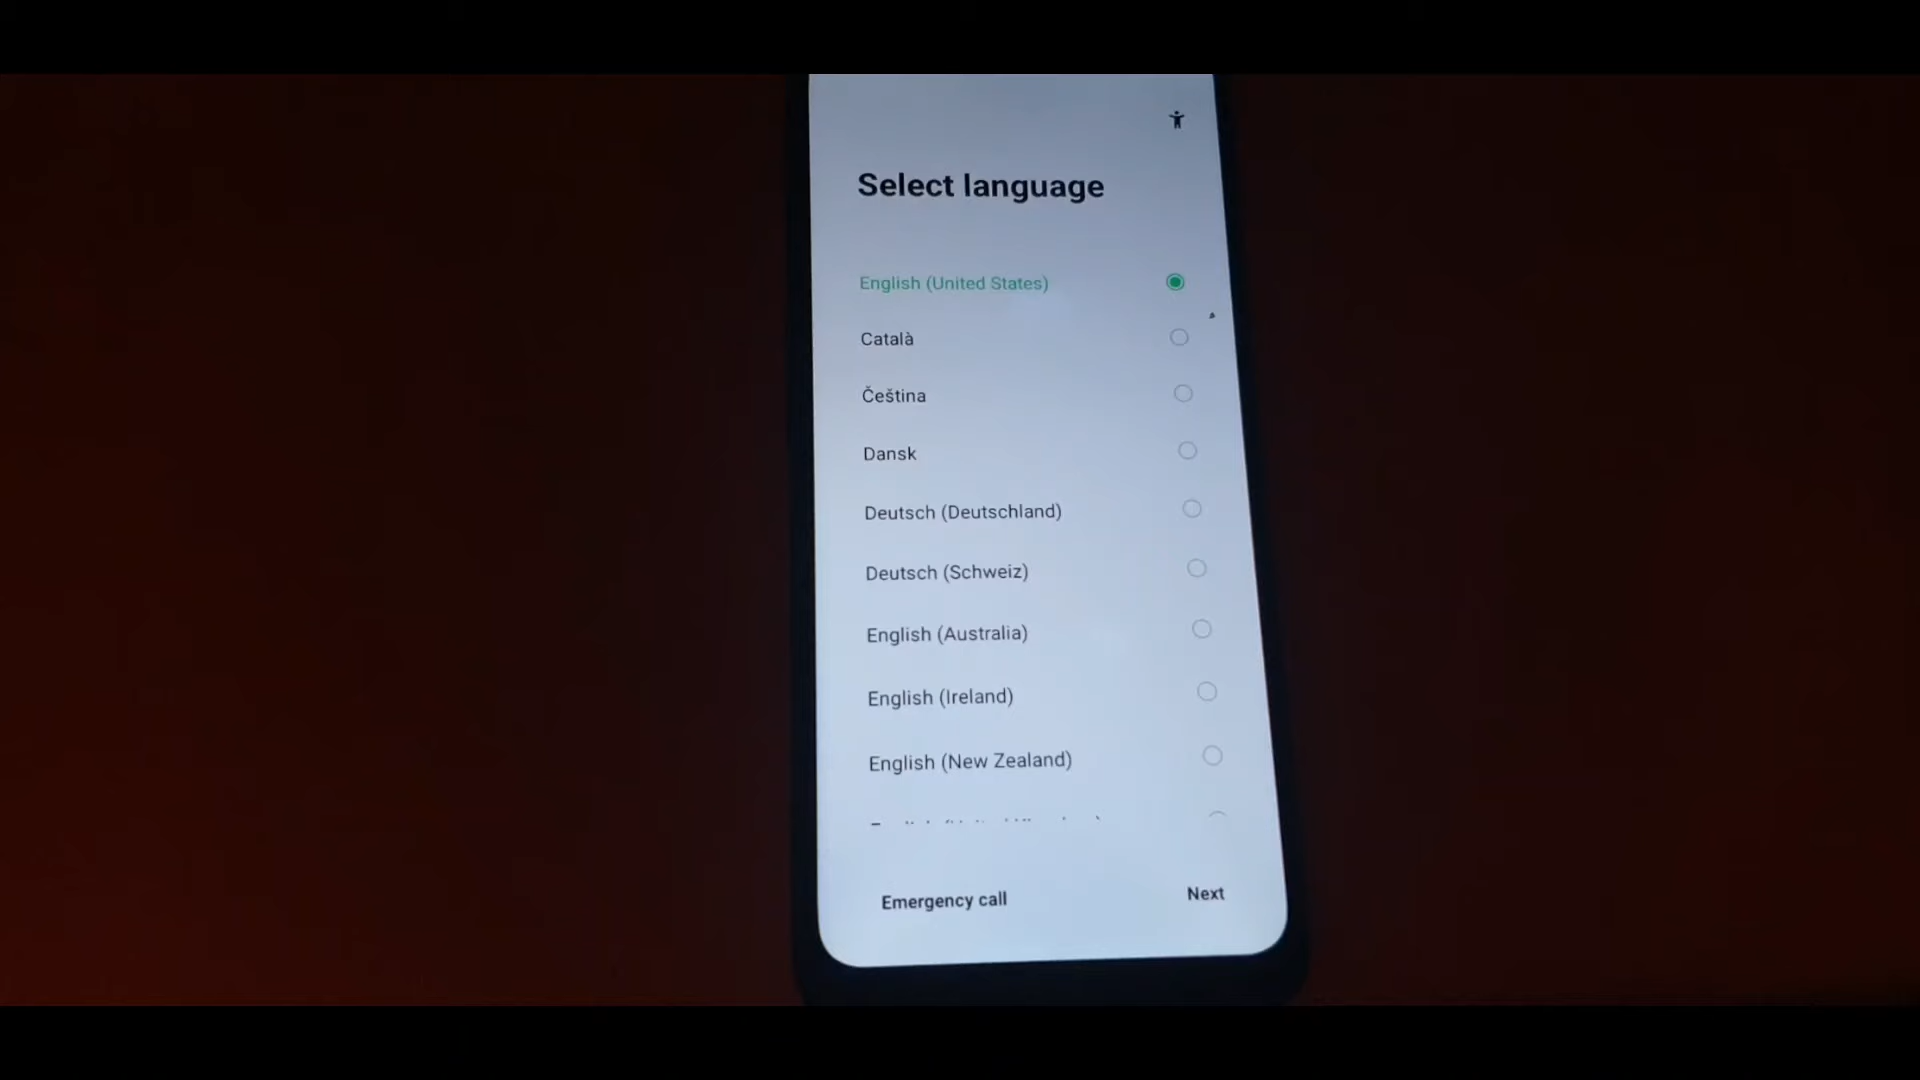 Select language
English (United States)
Català
Čeština
Dansk
Deutsch (Deutschland)
Deutsch (Schweiz)
English (Australia)
English (Ireland)
English (New Zealand)
Emergency call
Next